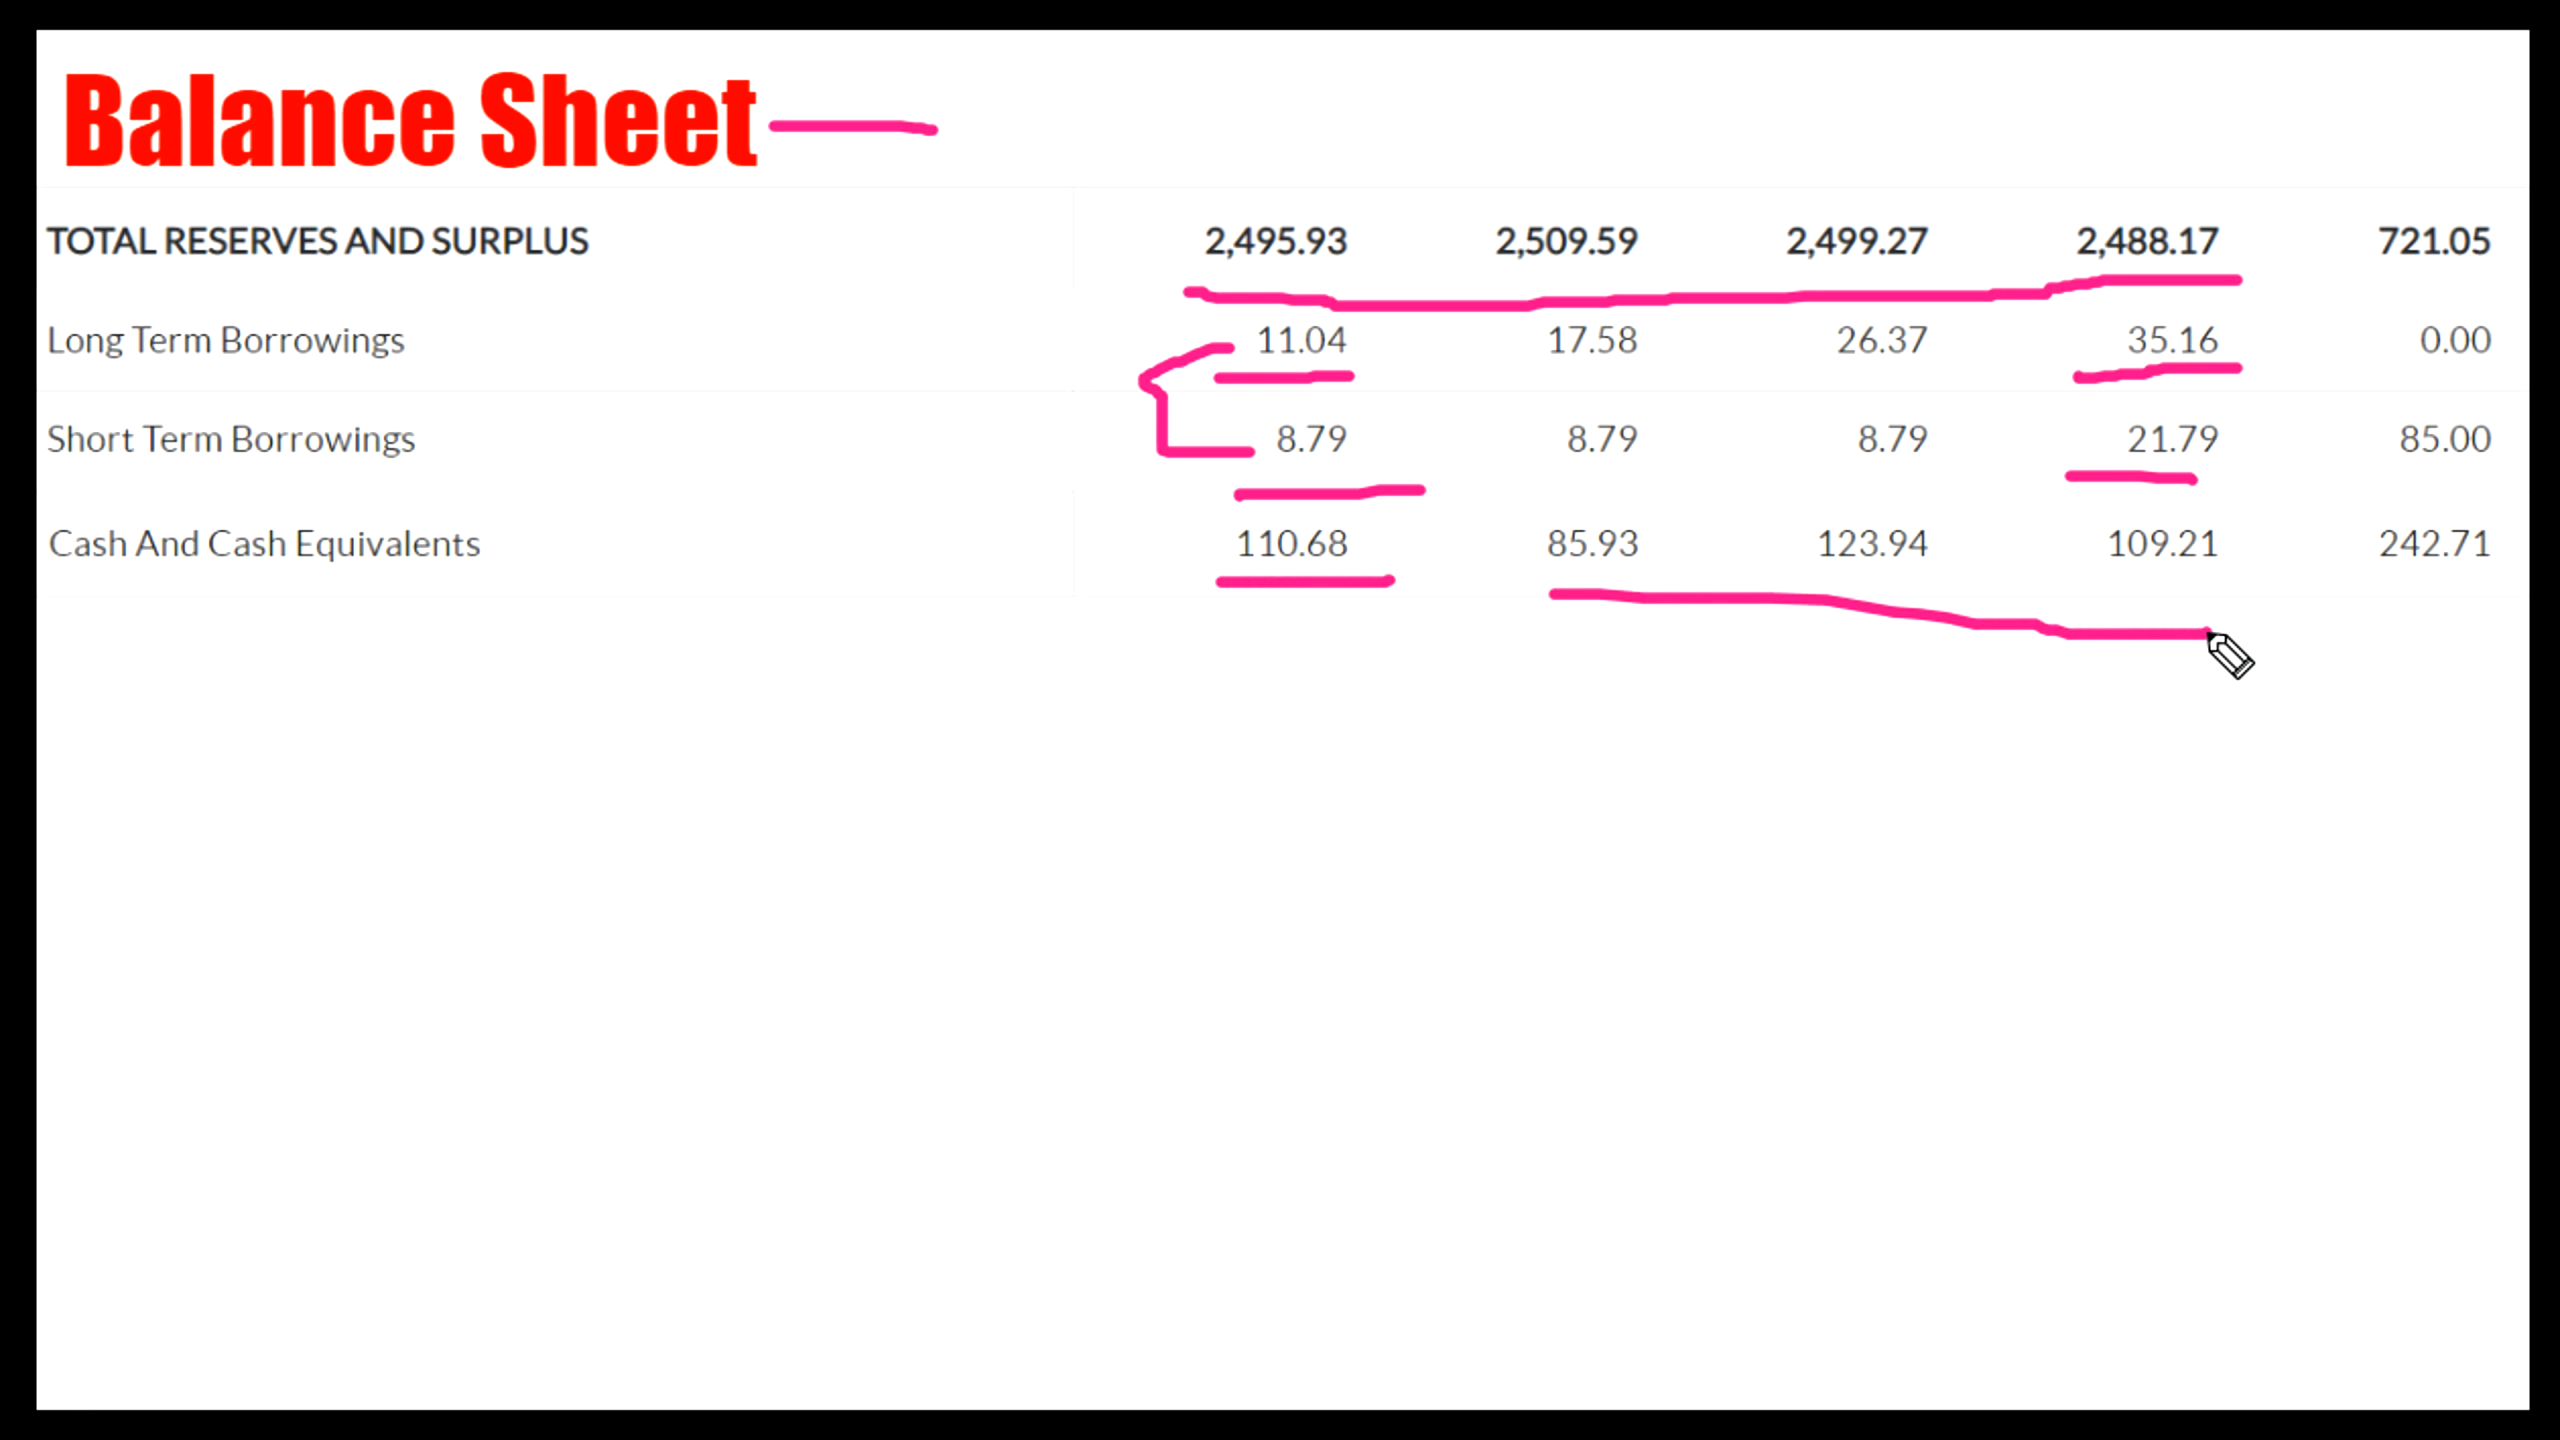 Balance Sheet
TOTAL RESERVES AND SURPLUS 2,495.93 2,509.59 2,499.27 2,488.17 721.05
Long Term Borrowings 11.04 17.58 26.37 35.16 0.00
Short Term Borrowings 8.79 8.79 8.79 21.79 85.00
Cash And Cash Equivalents 110.68 85.93 123.94 109.21 242.71